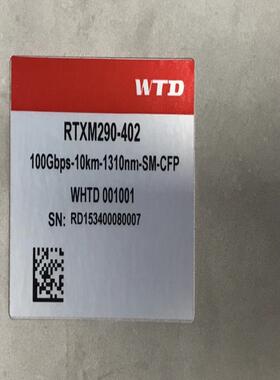 WTD
RTXM290-402
100Gbps-10km-1310nm-SM-CFP
WHTD 001001
SN: RD153400080007